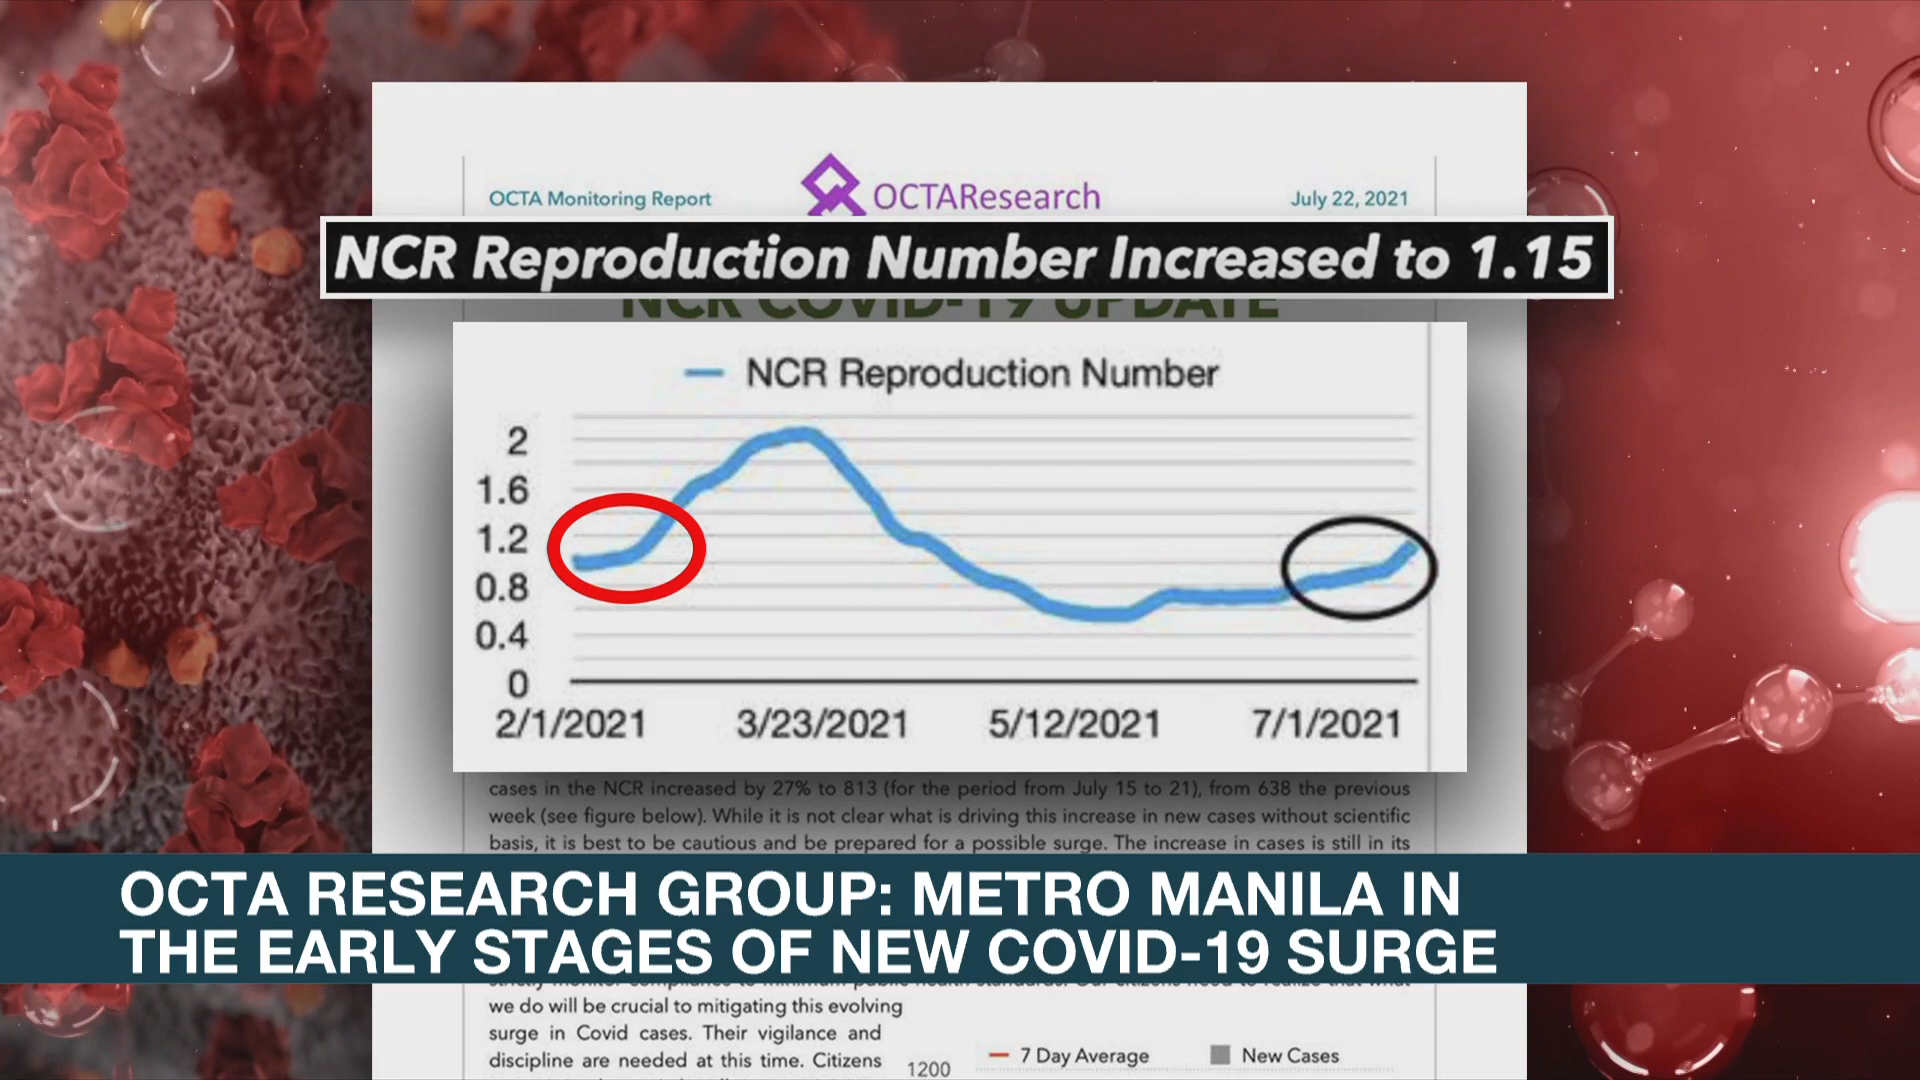 OCTA Monitoring Report
OCTAResearch
July 22, 2021
NCR Reproduction Number Increased to 1.15
NCR COVID-19 UPDATE
NCR Reproduction Number
2
1.6
1.2
0.8
0.4
0
2/1/2021 3/23/2021 5/12/2021 7/1/2021
cases in the NCR increased by 27% to 813 (for the period from July 15 to 21), from 638 the previous
week (see figure below). While it is not clear what is driving this increase in new cases without scientific
basis, it is best to be cautious and be prepared for a possible surge. The increase in cases is still in its
OCTA RESEARCH GROUP: METRO MANILA IN
THE EARLY STAGES OF NEW COVID-19 SURGE
we do will be crucial to mitigating this evolving
surge in Covid cases. Their vigilance and
discipline are needed at this time. Citizens
1200
7 Day Average
New Cases